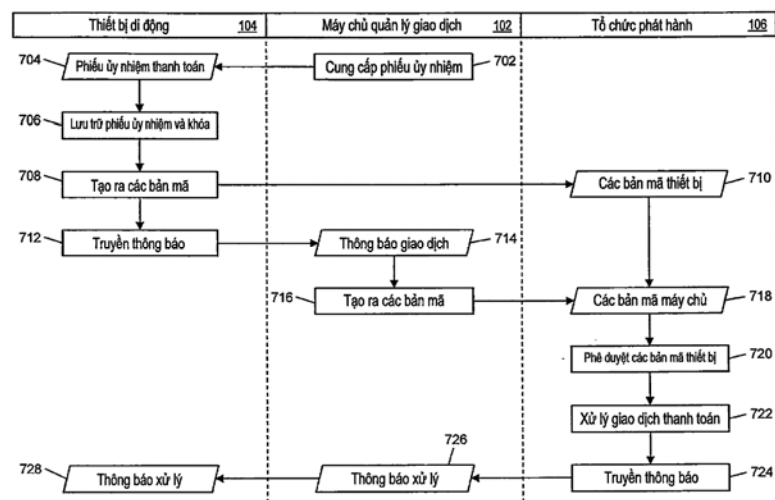 Thiết bị di động 104 Máy chủ quản lý giao dịch 102 Tổ chức phát hành 106
704 Phiếu ủy nhiệm thanh toán Cung cấp phiếu ủy nhiệm 702
706 Lưu trữ phiếu ủy nhiệm và khóa
708 Tạo ra các bản mã Các bản mã thiết bị 710
712 Truyền thông báo Thông báo giao dịch 714
716 Tạo ra các bản mã Các bản mã máy chủ 718
Phê duyệt các bản mã thiết bị 720
Xử lý giao dịch thanh toán 722
726
728 Thông báo xử lý Thông báo xử lý Truyền thông báo 724